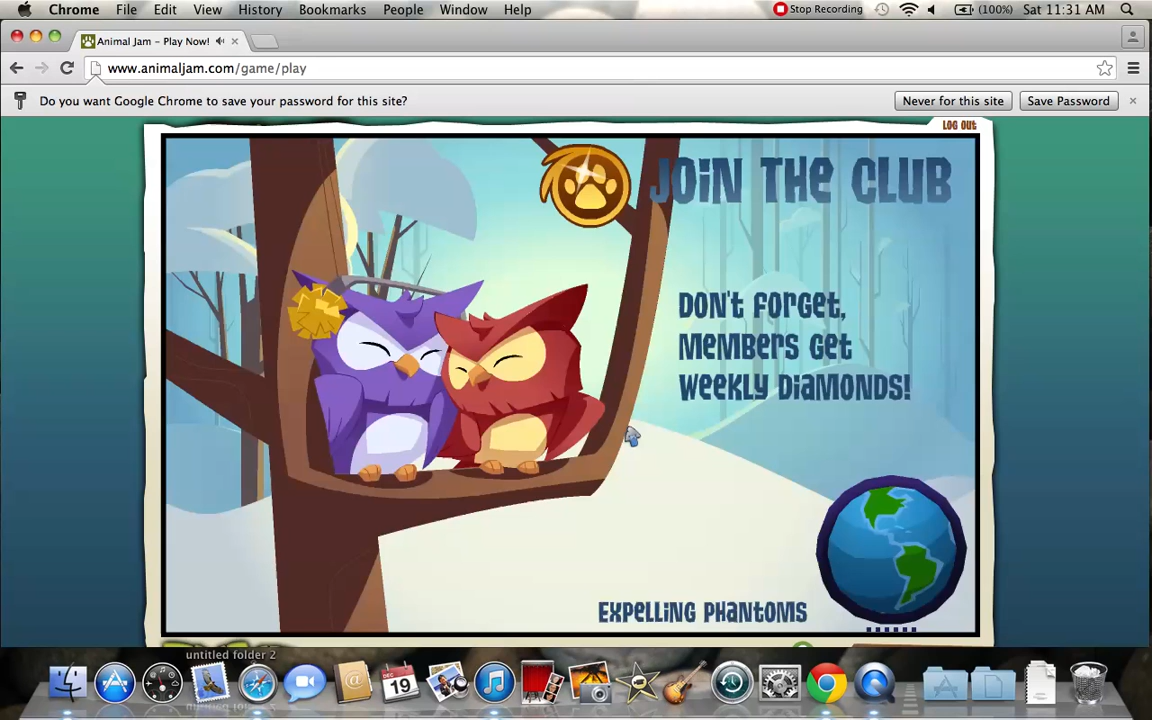 Chrome File Edit View History Bookmarks People Window Help Stop Recording (100%) Sat 11:31 AM
Animal Jam – Play Now!
www.animaljam.com/game/play
Do you want Google Chrome to save your password for this site? Never for this site Save Password
LOG OUT
JOIN THE CLUB
DON'T FORGET,
MEMBERS GET
WEEKLY DIAMONDS!
EXPELLING PHANTOMS
untitled folder 2
DEC
19